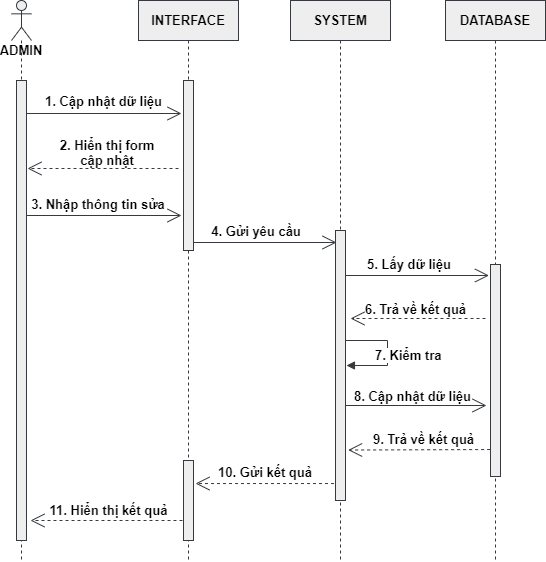 ADMIN
INTERFACE
SYSTEM
DATABASE
1. Cập nhật dữ liệu
2. Hiển thị form
cập nhật
3. Nhập thông tin sửa
4. Gửi yêu cầu
5. Lấy dữ liệu
6. Trả về kết quả
7. Kiểm tra
8. Cập nhật dữ liệu
9. Trả về kết quả
10. Gửi kết quả
11. Hiển thị kết quả